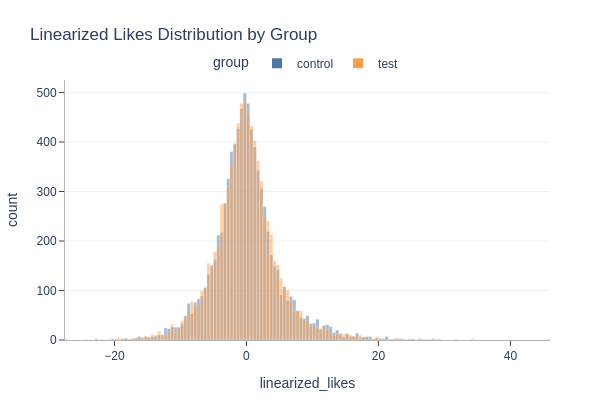 Linearized Likes Distribution by Group
group control test
500
400
300
200
100
0
count
−20 0 20 40
linearized_likes